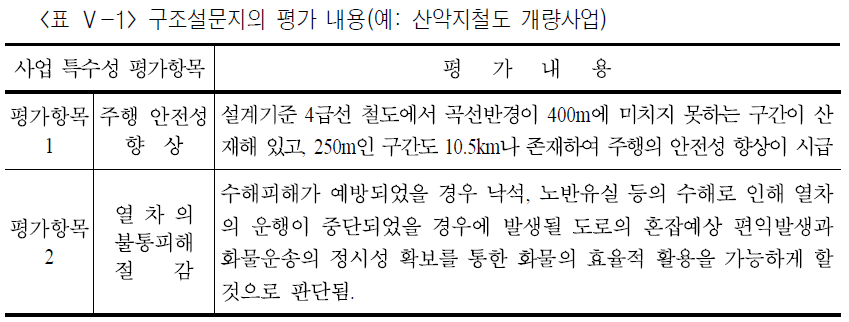 <표 Ⅴ-1> 구조설문지의 평가 내용(예: 산악지철도 개량사업)
사업 특수성 평가항목 평 가 내 용
평가항목 1 주행 안전성 향 상 설계기준 4급선 철도에서 곡선반경이 400m에 미치지 못하는 구간이 산
재해 있고, 250m인 구간도 10.5km나 존재하여 주행의 안전성 향상이 시급
평가항목 2 열 차 의 불통피해 절 감 수해피해가 예방되었을 경우 낙석, 노반유실 등의 수해로 인해 열차
의 운행이 중단되었을 경우에 발생될 도로의 혼잡예상 편익발생과
화물운송의 정시성 확보를 통한 화물의 효율적 활용을 가능하게 할
것으로 판단됨.